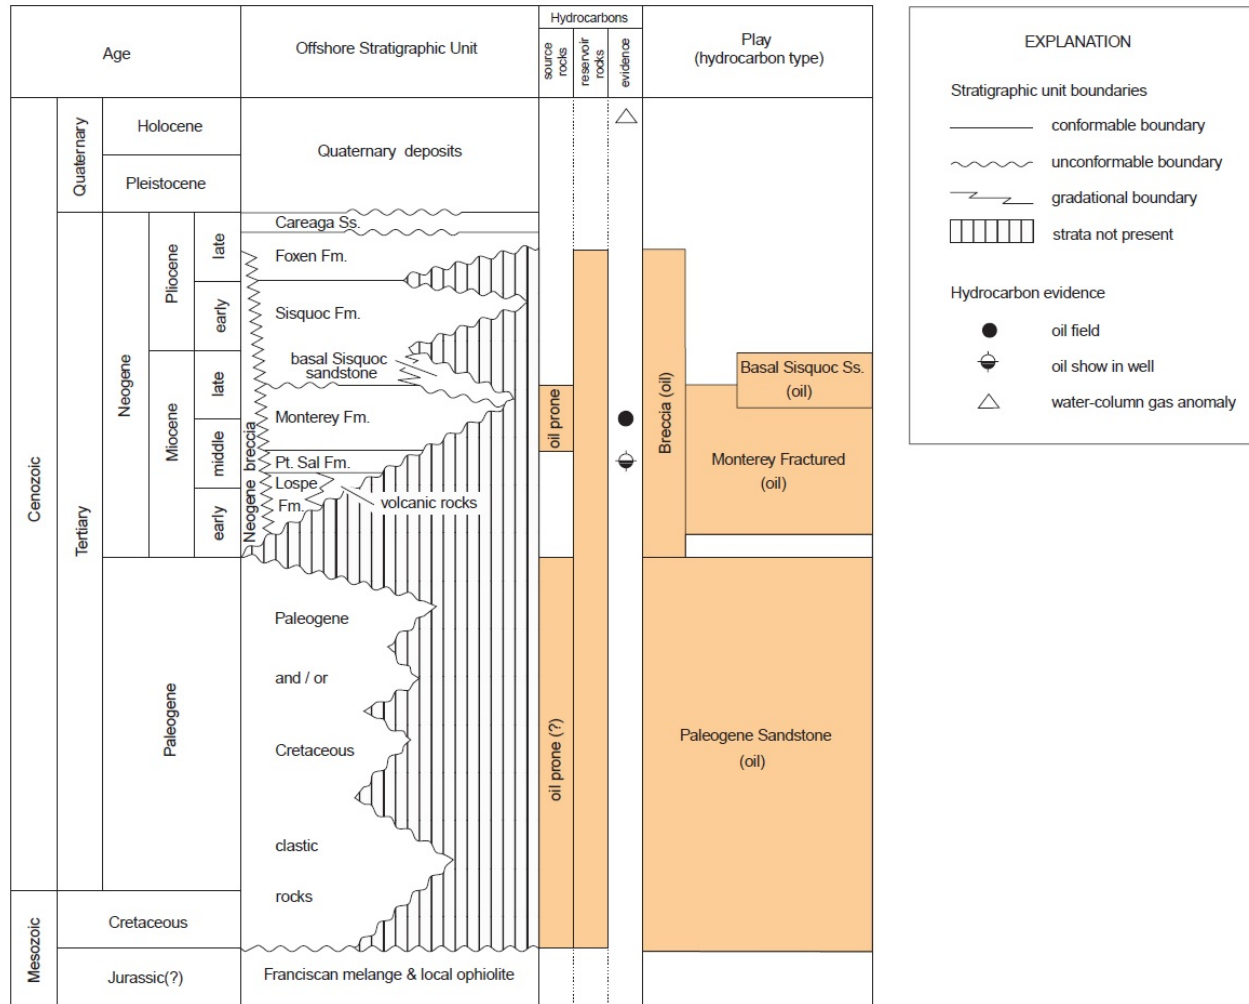 Age
Offshore Stratigraphic Unit
Hydrocarbons
source
rocks
reservoir
rocks
evidence
Play
(hydrocarbon type)
Cenozoic
Mesozoic
Quaternary
Tertiary
Holocene
Pleistocene
Neogene
Pliocene
late
early
Miocene
late
middle
early
Paleogene
Cretaceous
Jurassic(?)
Quaternary deposits
Careaga Ss.
Foxen Fm.
Sisquoc Fm.
basal Sisquoc
sandstone
Monterey Fm.
Pt. Sal Fm.
Lospe
Fm.
volcanic rocks
Neogene breccia
Paleogene
and / or
Cretaceous
clastic
rocks
Franciscan melange & local ophiolite
oil prone
oil prone (?)
Breccia (oil)
Basal Sisquoc Ss.
(oil)
Monterey Fractured
(oil)
Paleogene Sandstone
(oil)
EXPLANATION
Stratigraphic unit boundaries
conformable boundary
unconformable boundary
gradational boundary
strata not present
Hydrocarbon evidence
oil field
oil show in well
water-column gas anomaly